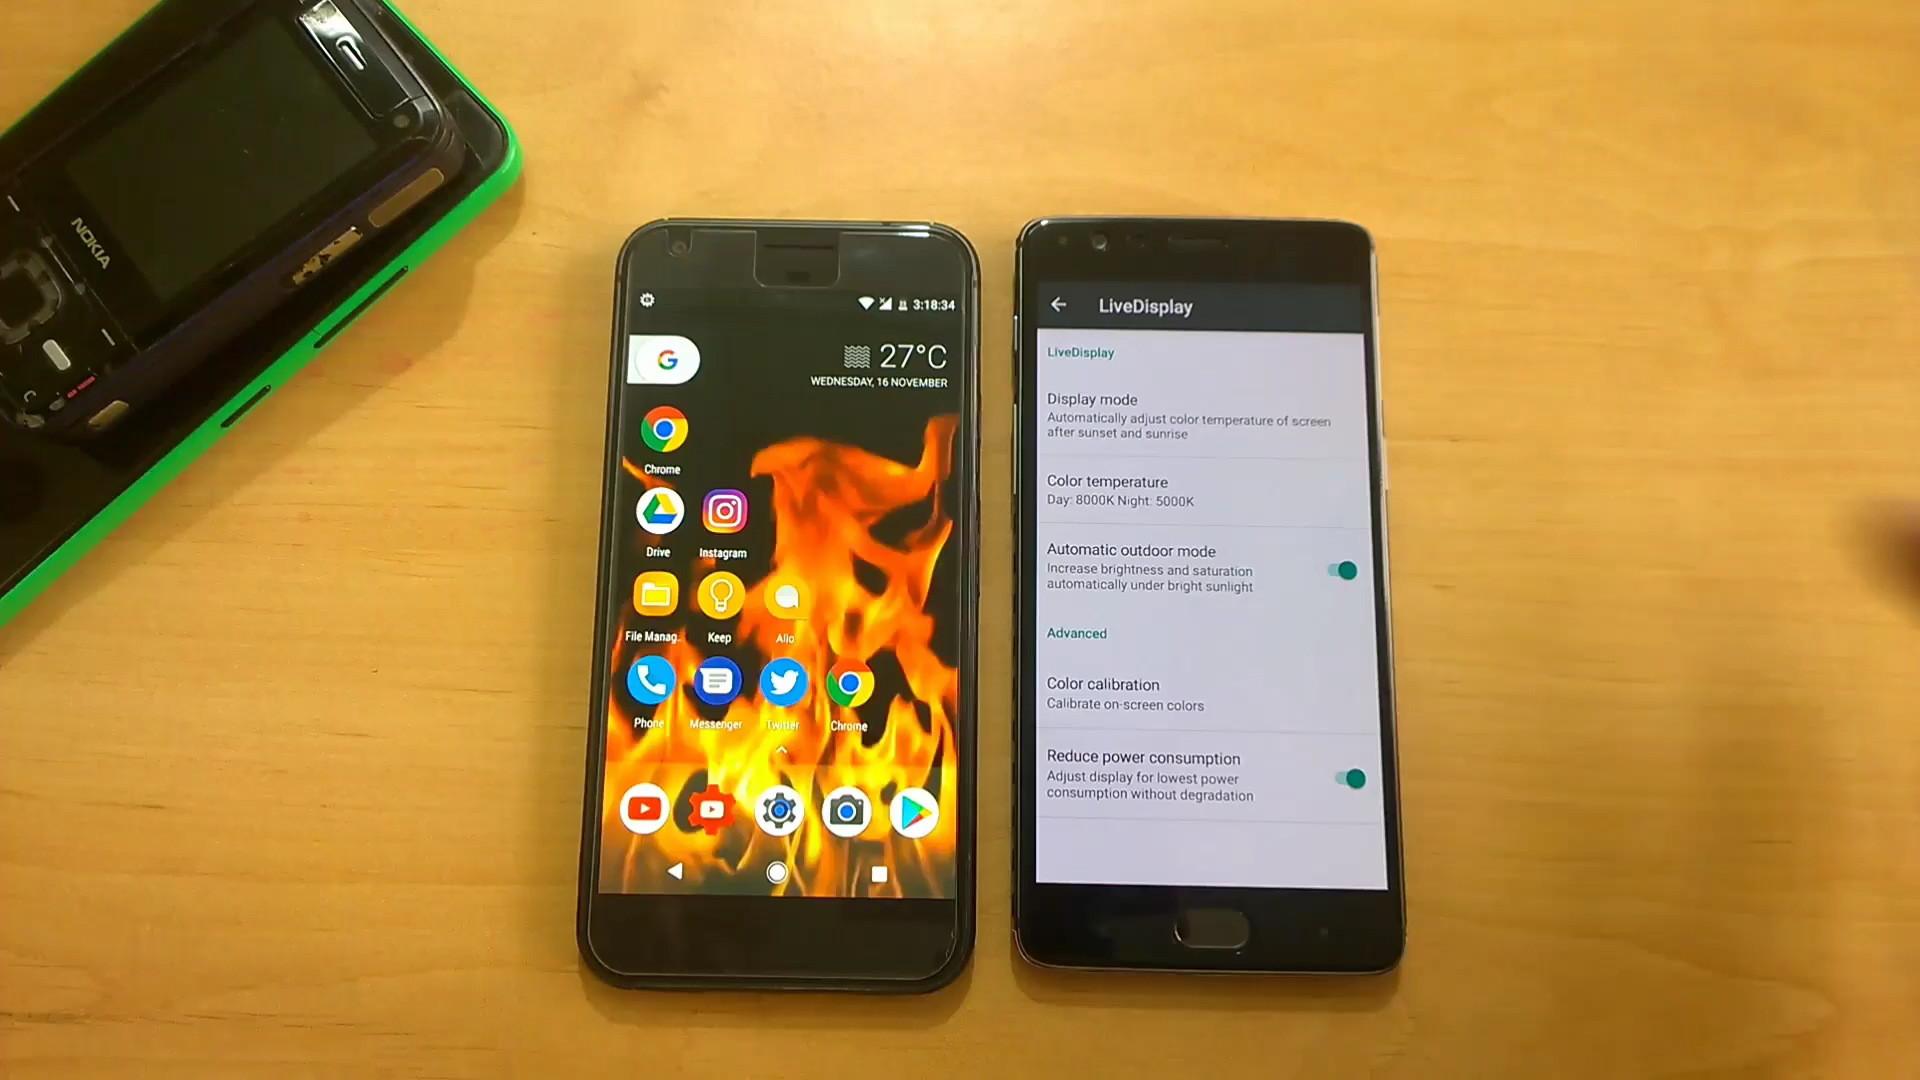 NOKIA
3:18:34
G
27°C
WEDNESDAY, 16 NOVEMBER
Chrome
Drive
Instagram
File Manag..
Keep
Allo
Phone
Messenger
Twitter
Chrome
LiveDisplay
LiveDisplay
Display mode
Automatically adjust color temperature of screen
after sunset and sunrise
Color temperature
Day: 8000K Night: 5000K
Automatic outdoor mode
Increase brightness and saturation
automatically under bright sunlight
Advanced
Color calibration
Calibrate on-screen colors
Reduce power consumption
Adjust display for lowest power
consumption without degradation